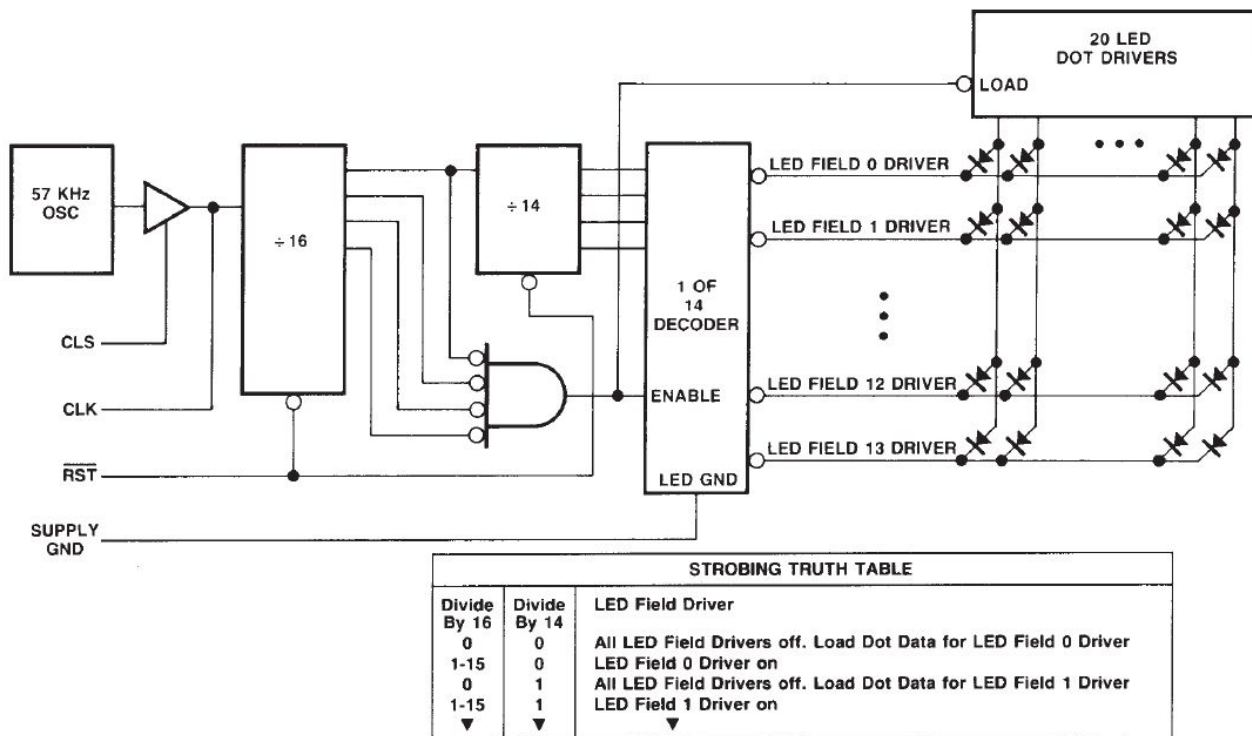 20 LED
DOT DRIVERS
LOAD
57 KHz
OSC
÷16
÷14
1 OF
14
DECODER
ENABLE
LED GND
LED FIELD 0 DRIVER
LED FIELD 1 DRIVER
LED FIELD 12 DRIVER
LED FIELD 13 DRIVER
CLS
CLK
RST
SUPPLY
GND
STROBING TRUTH TABLE
Divide By 16 Divide By 14 LED Field Driver
0 0 All LED Field Drivers off. Load Dot Data for LED Field 0 Driver
1-15 0 LED Field 0 Driver on
0 1 All LED Field Drivers off. Load Dot Data for LED Field 1 Driver
1-15 1 LED Field 1 Driver on